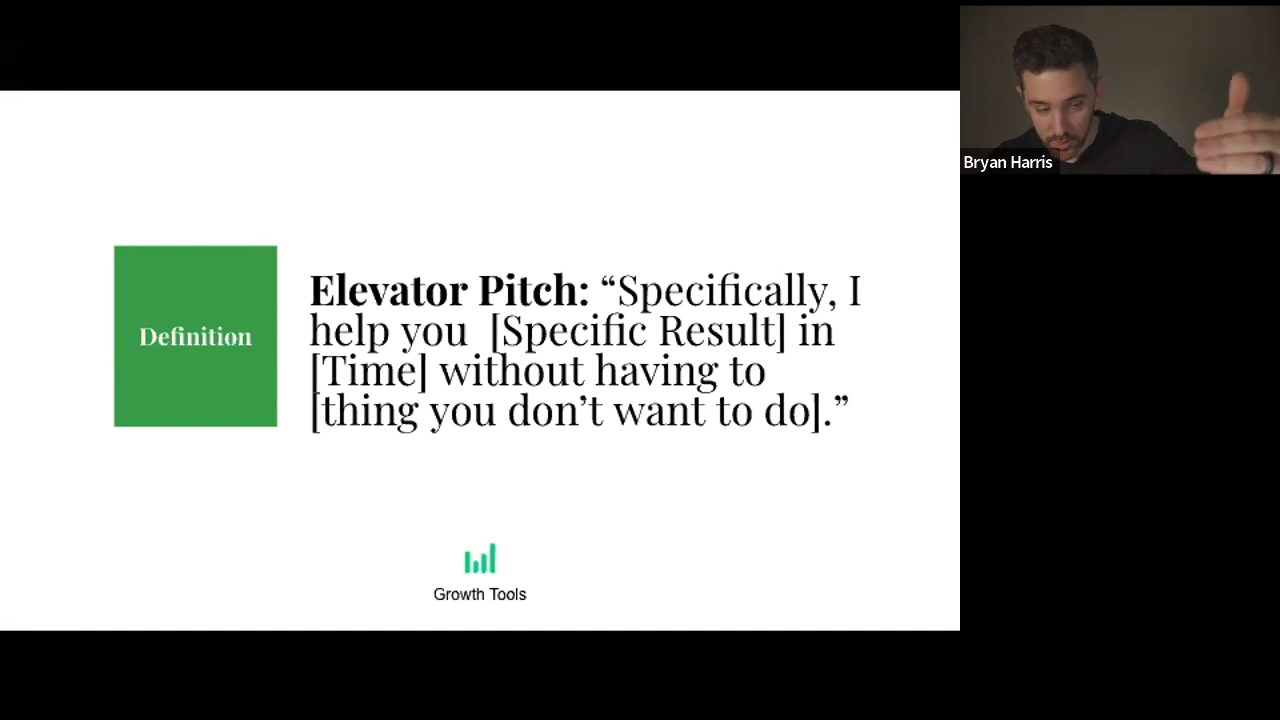 Bryan Harris
Definition
Elevator Pitch: “Specifically, I
help you  [Specific Result] in
[Time] without having to
[thing you don’t want to do].”
Growth Tools